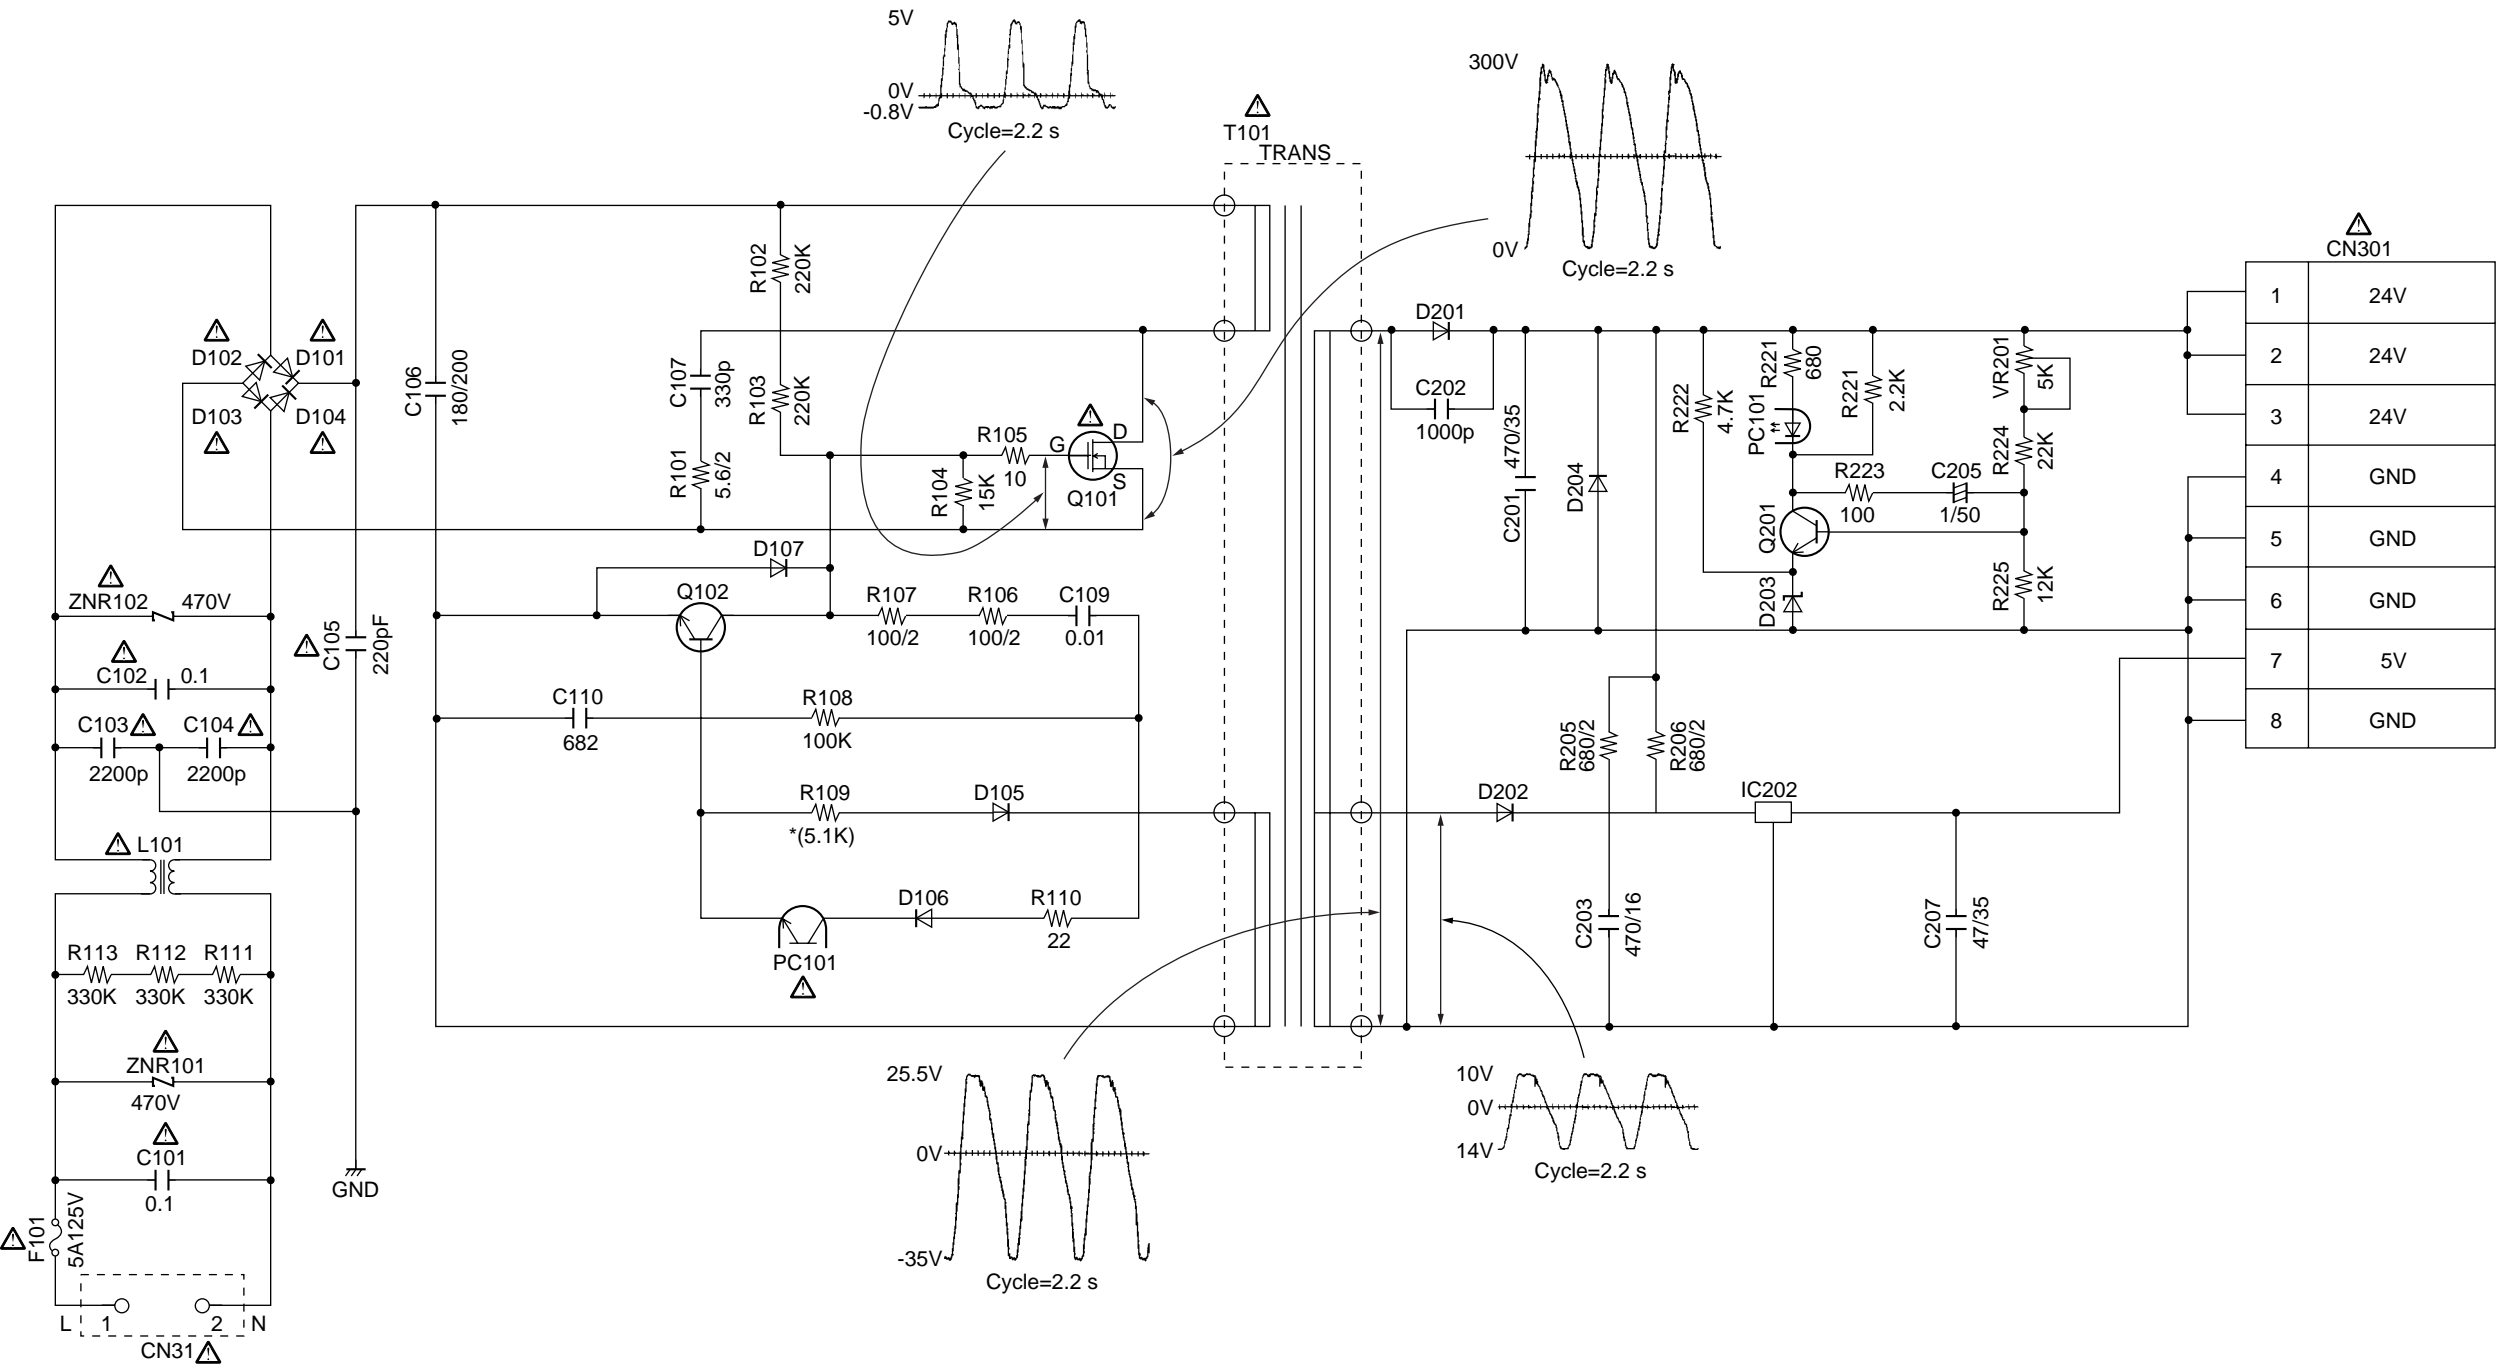 5V
0V
-0.8V
Cycle=2.2 s
300V
0V
Cycle=2.2 s
T101
TRANS
CN301
1 24V
2 24V
3 24V
4 GND
5 GND
6 GND
7 5V
8 GND
D102
D101
D103
D104
C106
180/200
R102
220K
C107
330p
R103
220K
R101
5.6/2
R104
15K
R105
10
G
D
S
Q101
D107
Q102
R107
100/2
R106
100/2
C109
0.01
C110
682
R108
100K
R109
*(5.1K)
D105
D106
R110
22
PC101
ZNR102
470V
C105
220pF
C102
0.1
C103
2200p
C104
2200p
L101
R113
330K
R112
330K
R111
330K
ZNR101
470V
C101
0.1
GND
F101
5A125V
L
1
2
N
CN31
D201
C202
1000p
C201
470/35
D204
R222
4.7K
R221
680
PC101
R221
2.2K
VR201
5K
R224
22K
R223
100
C205
1/50
Q201
D203
R225
12K
R205
680/2
R206
680/2
D202
IC202
C203
470/16
C207
47/35
25.5V
0V
-35V
Cycle=2.2 s
10V
0V
14V
Cycle=2.2 s